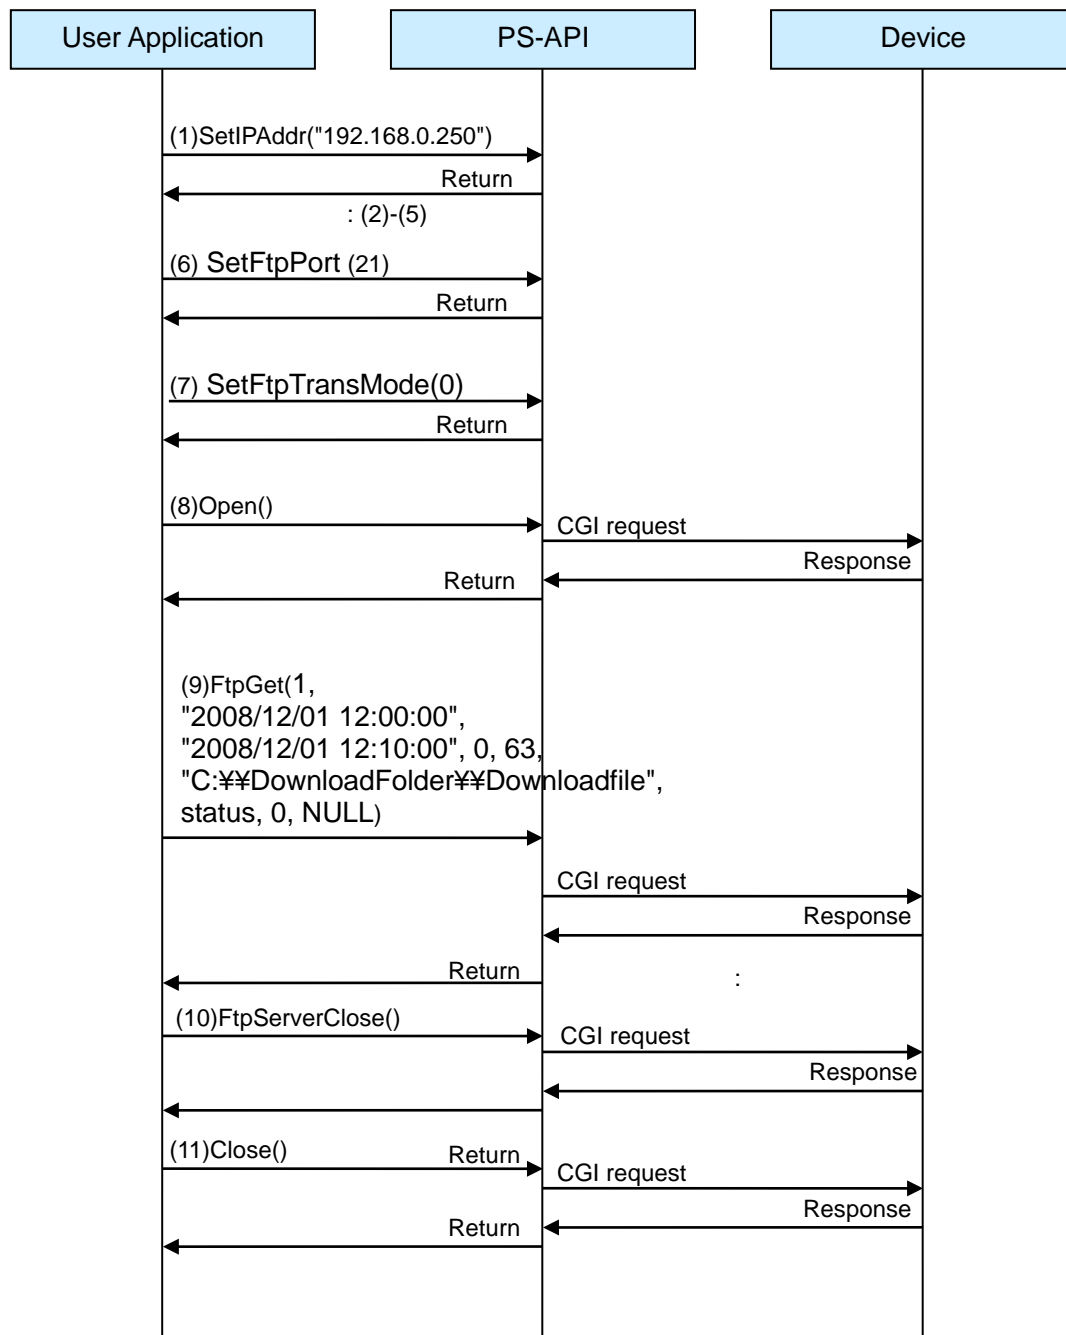 User Application
PS-API
Device
(1)SetIPAddr("192.168.0.250")
Return
: (2)-(5)
(6) SetFtpPort (21)
Return
(7) SetFtpTransMode(0)
Return
(8)Open()
CGI request
Response
Return
(9)FtpGet(1,
"2008/12/01 12:00:00",
"2008/12/01 12:10:00", 0, 63,
"C:¥¥DownloadFolder¥¥Downloadfile",
status, 0, NULL)
CGI request
Response
Return
:
(10)FtpServerClose()
CGI request
Response
(11)Close()
Return
CGI request
Response
Return